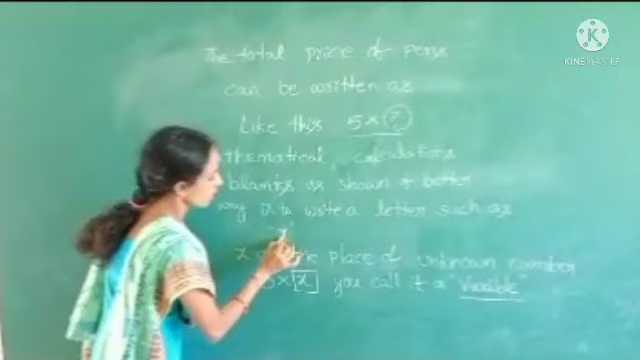 The total price of Pens
can be written as
Like this 5×?
thematical calculations
blanks as shown
way is to write a letter such as
x
x the place of unknown number
5×x you call it a "Variable"
K
KINEMASTER